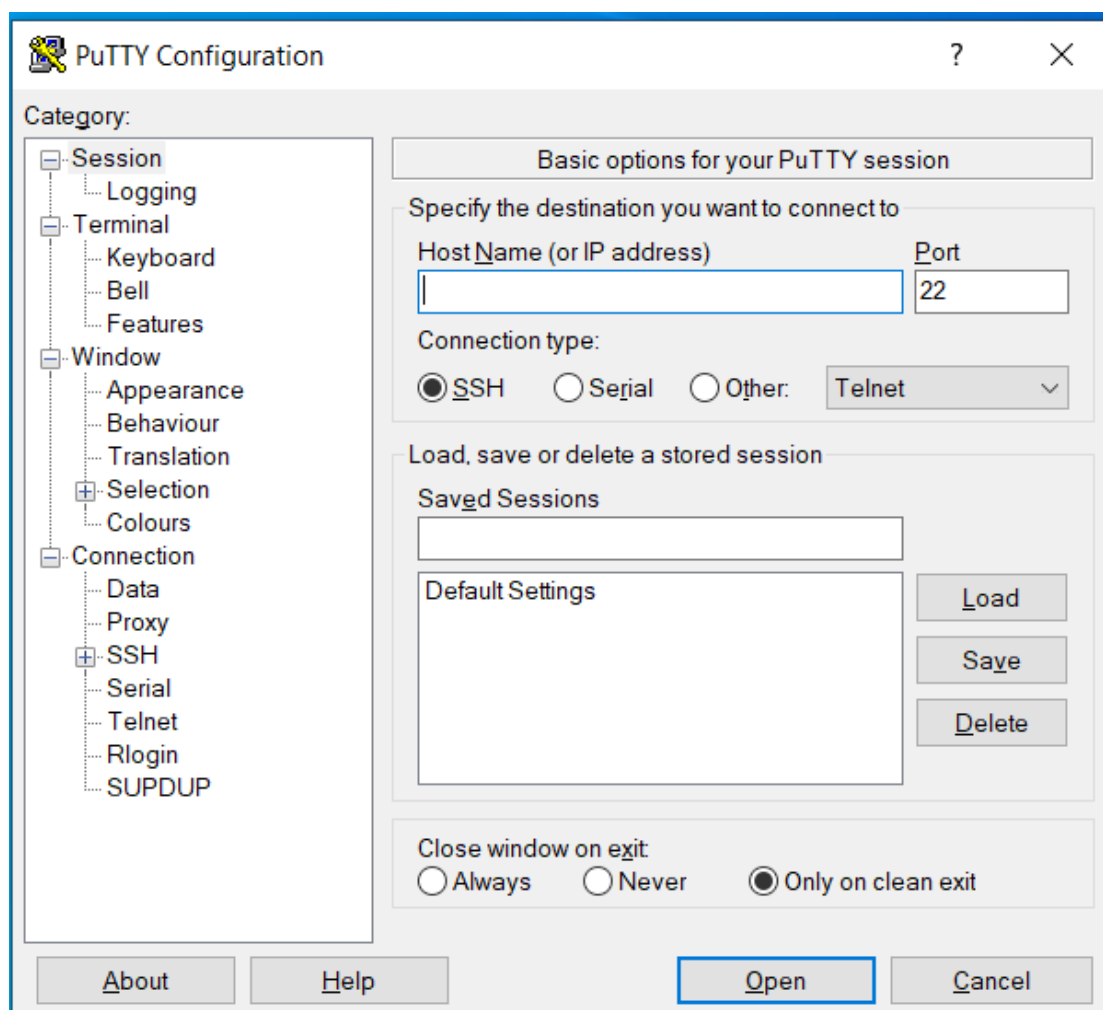 PuTTY Configuration
?
Category:
Session
Logging
Terminal
Keyboard
Bell
Features
Window
Appearance
Behaviour
Translation
Selection
Colours
Connection
Data
Proxy
SSH
Serial
Telnet
Rlogin
SUPDUP
Basic options for your PuTTY session
Specify the destination you want to connect to
Host Name (or IP address) Port
22
Connection type:
SSH Serial Other: Telnet
Load, save or delete a stored session
Saved Sessions
Default Settings
Load
Save
Delete
Close window on exit:
Always Never Only on clean exit
About Help Open Cancel